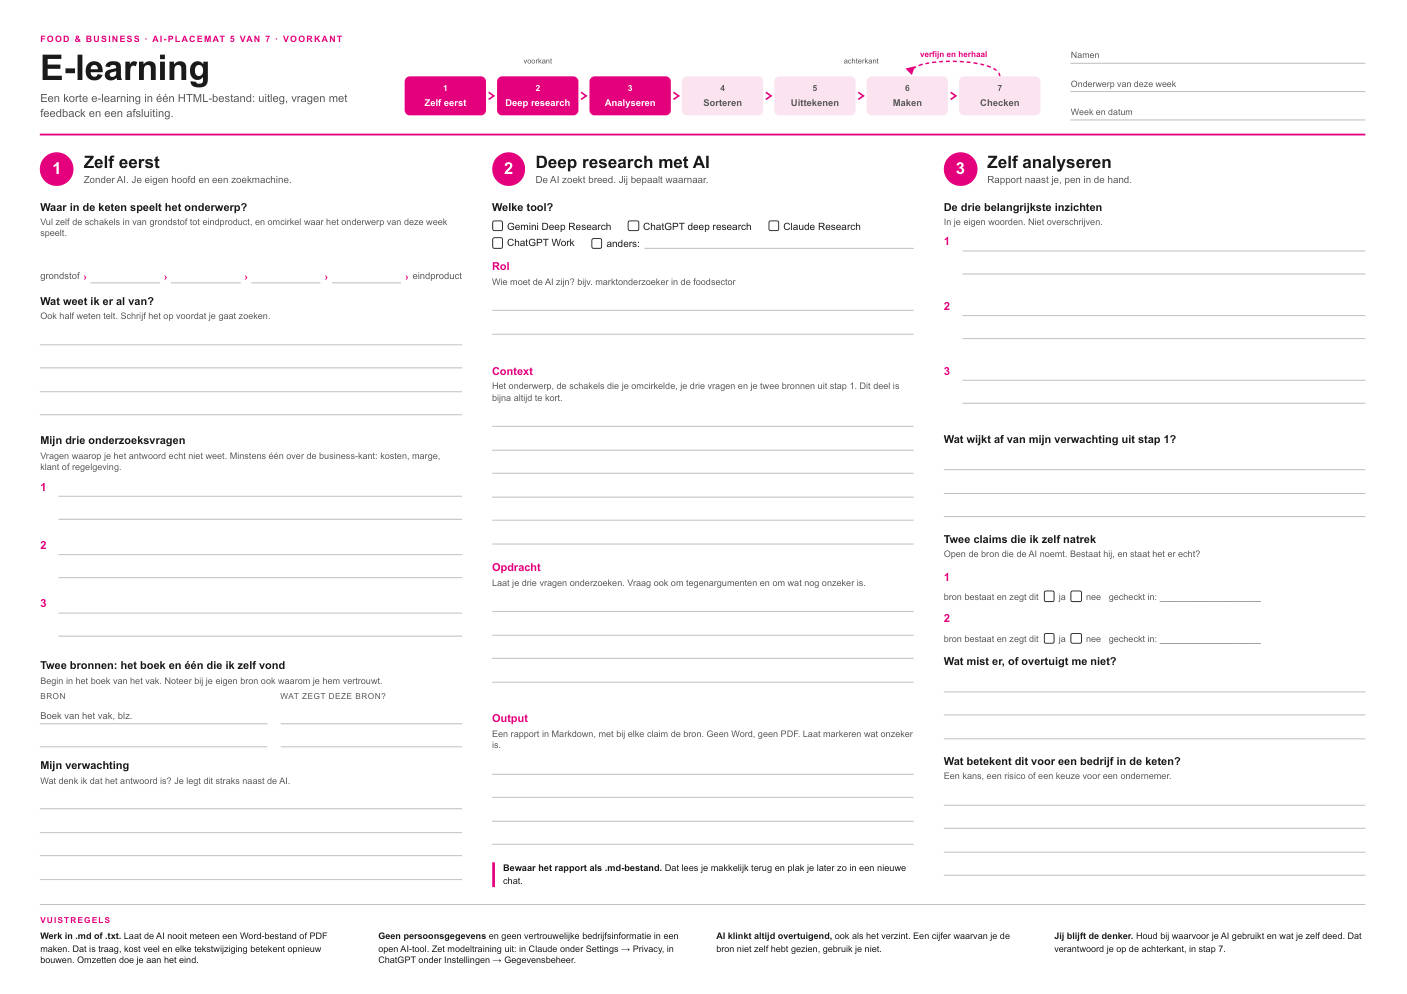 FOOD & BUSINESS · AI-PLACEMAT 5 VAN 7 · VOORKANT
E-learning
Een korte e-learning in één HTML-bestand: uitleg, vragen met
feedback en een afsluiting.
voorkant
achterkant
verfijn en herhaal
1
Zelf eerst
2
Deep research
3
Analyseren
4
Sorteren
5
Uittekenen
6
Maken
7
Checken
Namen
Onderwerp van deze week
Week en datum
1
Zelf eerst
Zonder AI. Je eigen hoofd en een zoekmachine.
Waar in de keten speelt het onderwerp?
Vul zelf de schakels in van grondstof tot eindproduct, en omcirkel waar het onderwerp van deze week
speelt.
grondstof › › › › › eindproduct
Wat weet ik er al van?
Ook half weten telt. Schrijf het op voordat je gaat zoeken.
Mijn drie onderzoeksvragen
Vragen waarop je het antwoord echt niet weet. Minstens één over de business-kant: kosten, marge,
klant of regelgeving.
1
2
3
Twee bronnen: het boek en één die ik zelf vond
Begin in het boek van het vak. Noteer bij je eigen bron ook waarom je hem vertrouwt.
BRON WAT ZEGT DEZE BRON?
Boek van het vak, blz.
Mijn verwachting
Wat denk ik dat het antwoord is? Je legt dit straks naast de AI.
2
Deep research met AI
De AI zoekt breed. Jij bepaalt waarnaar.
Welke tool?
Gemini Deep Research ChatGPT deep research Claude Research
ChatGPT Work anders:
Rol
Wie moet de AI zijn? bijv. marktonderzoeker in de foodsector
Context
Het onderwerp, de schakels die je omcirkelde, je drie vragen en je twee bronnen uit stap 1. Dit deel is
bijna altijd te kort.
Opdracht
Laat je drie vragen onderzoeken. Vraag ook om tegenargumenten en om wat nog onzeker is.
Output
Een rapport in Markdown, met bij elke claim de bron. Geen Word, geen PDF. Laat markeren wat onzeker
is.
Bewaar het rapport als .md-bestand. Dat lees je makkelijk terug en plak je later zo in een nieuwe
chat.
3
Zelf analyseren
Rapport naast je, pen in de hand.
De drie belangrijkste inzichten
In je eigen woorden. Niet overschrijven.
1
2
3
Wat wijkt af van mijn verwachting uit stap 1?
Twee claims die ik zelf natrek
Open de bron die de AI noemt. Bestaat hij, en staat het er echt?
1
bron bestaat en zegt dit ja nee gecheckt in:
2
bron bestaat en zegt dit ja nee gecheckt in:
Wat mist er, of overtuigt me niet?
Wat betekent dit voor een bedrijf in de keten?
Een kans, een risico of een keuze voor een ondernemer.
VUISTREGELS
Werk in .md of .txt. Laat de AI nooit meteen een Word-bestand of PDF
maken. Dat is traag, kost veel en elke tekstwijziging betekent opnieuw
bouwen. Omzetten doe je aan het eind.
Geen persoonsgegevens en geen vertrouwelijke bedrijfsinformatie in een
open AI-tool. Zet modeltraining uit: in Claude onder Settings → Privacy, in
ChatGPT onder Instellingen → Gegevensbeheer.
AI klinkt altijd overtuigend, ook als het verzint. Een cijfer waarvan je de
bron niet zelf hebt gezien, gebruik je niet.
Jij blijft de denker. Houd bij waarvoor je AI gebruikt en wat je zelf deed. Dat
verantwoord je op de achterkant, in stap 7.